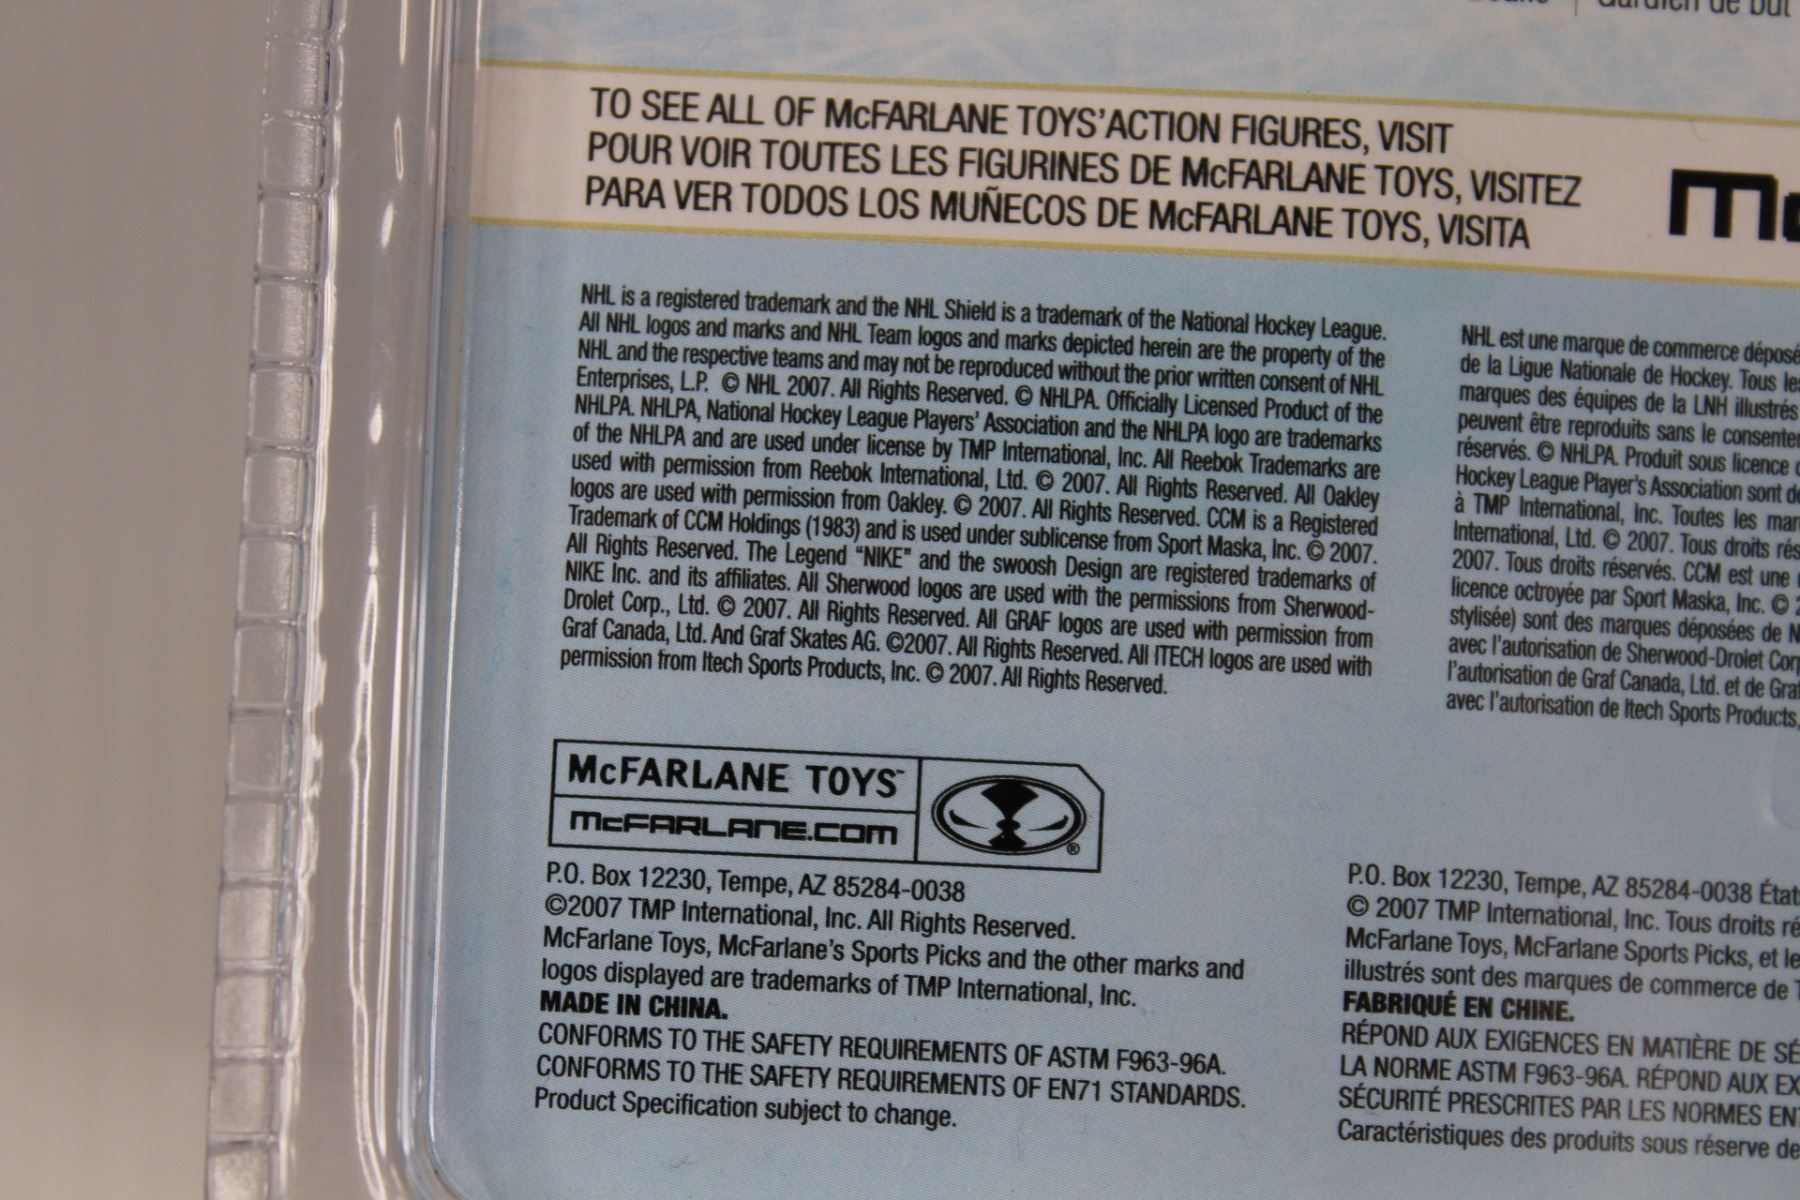 Gardien de but
TO SEE ALL OF McFARLANE TOYS'ACTION FIGURES, VISIT
POUR VOIR TOUTES LES FIGURINES DE McFARLANE TOYS, VISITEZ
PARA VER TODOS LOS MUÑECOS DE McFARLANE TOYS, VISITA
NHL is a registered trademark and the NHL Shield is a trademark of the National Hockey League.
All NHL logos and marks and NHL Team logos and marks depicted herein are the property of the
NHL and the respective teams and may not be reproduced without the prior written consent of NHL
Enterprises, L.P. © NHL 2007. All Rights Reserved. © NHLPA. Officially Licensed Product of the
NHLPA. NHLPA, National Hockey League Players' Association and the NHLPA logo are trademarks
of the NHLPA and are used under license by TMP International, Inc. All Reebok Trademarks are
used with permission from Reebok International, Ltd. © 2007. All Rights Reserved. All Oakley
logos are used with permission from Oakley. © 2007. All Rights Reserved. CCM is a Registered
Trademark of CCM Holdings (1983) and is used under sublicense from Sport Maska, Inc. © 2007.
All Rights Reserved. The Legend “NIKE” and the swoosh Design are registered trademarks of
NIKE Inc. and its affiliates. All Sherwood logos are used with the permissions from Sherwood-
Drolet Corp., Ltd. © 2007. All Rights Reserved. All GRAF logos are used with permission from
Graf Canada, Ltd. And Graf Skates AG. ©2007. All Rights Reserved. All ITECH logos are used with
permission from Itech Sports Products, Inc. © 2007. All Rights Reserved.
NHL est une marque de commerce déposé
de la Ligue Nationale de Hockey. Tous les
marques des équipes de la LNH illustrés
peuvent être reproduits sans le consente
réservés. © NHLPA. Produit sous licence
Hockey League Player's Association sont de
à TMP International, Inc. Toutes les mar
International, Ltd. © 2007. Tous droits rés
2007. Tous droits réservés. CCM est une
licence octroyée par Sport Maska, Inc. ©
stylisée) sont des marques déposées de N
avec l'autorisation de Sherwood-Drolet Corp
l'autorisation de Graf Canada, Ltd. et de Graf
avec l'autorisation de Itech Sports Products,
McFARLANE TOYS™
McFARLANE.COM
®
P.O. Box 12230, Tempe, AZ 85284-0038
©2007 TMP International, Inc. All Rights Reserved.
McFarlane Toys, McFarlane's Sports Picks and the other marks and
logos displayed are trademarks of TMP International, Inc.
MADE IN CHINA.
CONFORMS TO THE SAFETY REQUIREMENTS OF ASTM F963-96A.
CONFORMS TO THE SAFETY REQUIREMENTS OF EN71 STANDARDS.
Product Specification subject to change.
P.O. Box 12230, Tempe, AZ 85284-0038 État
© 2007 TMP International, Inc. Tous droits ré
McFarlane Toys, McFarlane Sports Picks, et le
illustrés sont des marques de commerce de T
FABRIQUÉ EN CHINE.
RÉPOND AUX EXIGENCES EN MATIÈRE DE SÉ
LA NORME ASTM F963-96A. RÉPOND AUX EX
SÉCURITÉ PRESCRITES PAR LES NORMES EN
Caractéristiques des produits sous réserve de